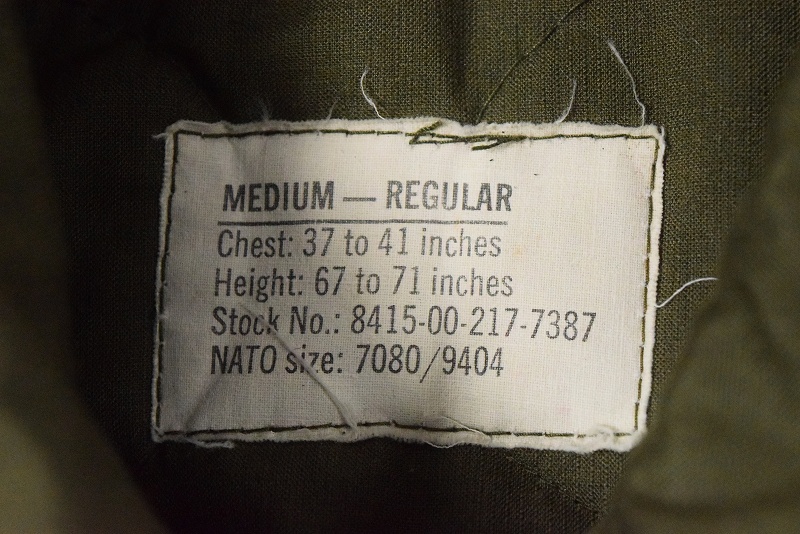 MEDIUM — REGULAR
Chest: 37 to 41 inches
Height: 67 to 71 inches
Stock No.: 8415-00-217-7387
NATO size: 7080/9404